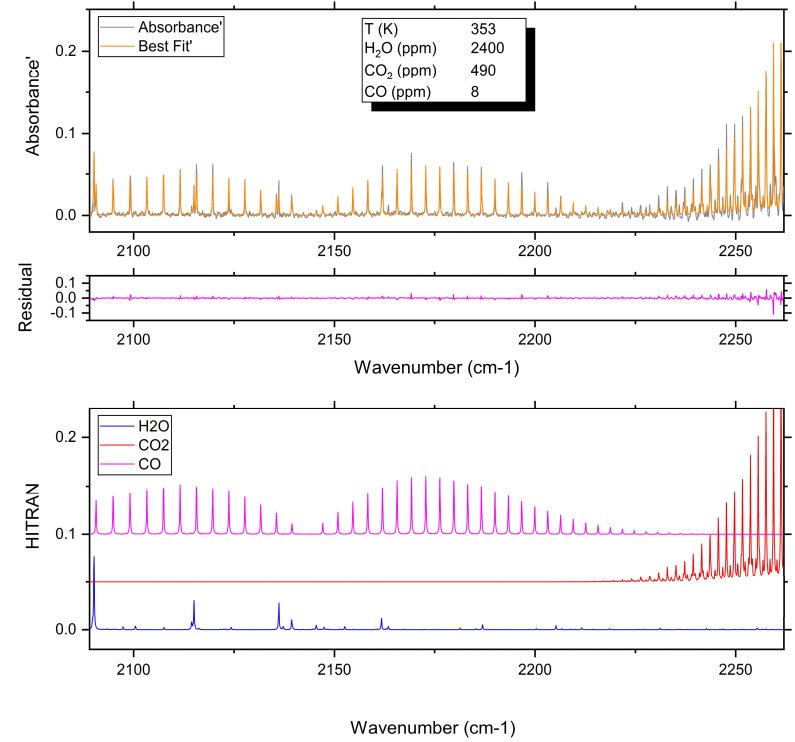 Absorbance'
Best Fit'
T (K) 353
H₂O (ppm) 2400
CO₂ (ppm) 490
CO (ppm) 8
Absorbance'
0.2
0.1
0.0
2100 2150 2200 2250
Residual
0.1
0.0
-0.1
2100 2150 2200 2250
Wavenumber (cm-1)
H2O
CO2
CO
HITRAN
0.2
0.1
0.0
2100 2150 2200 2250
Wavenumber (cm-1)